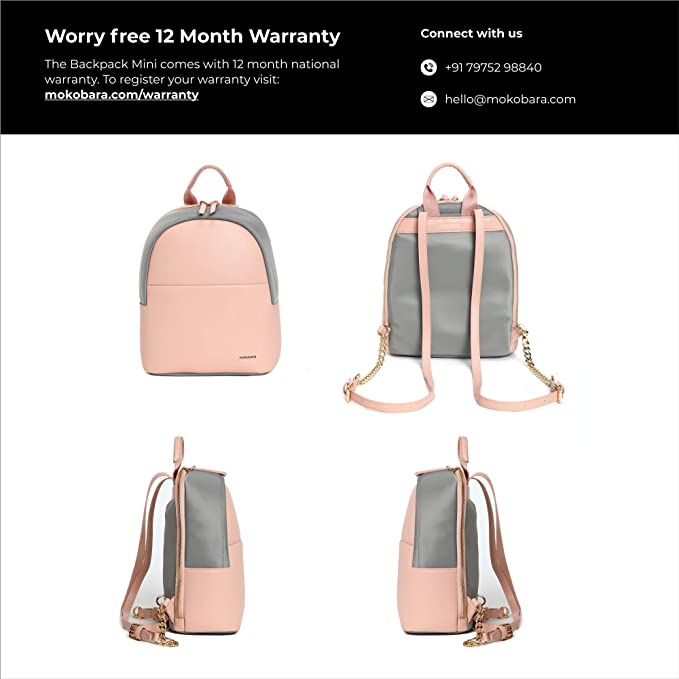 Worry free 12 Month Warranty
The Backpack Mini comes with 12 month national
warranty. To register your warranty visit:
mokobara.com/warranty
Connect with us
+91 79752 98840
hello@mokobara.com
mokobara